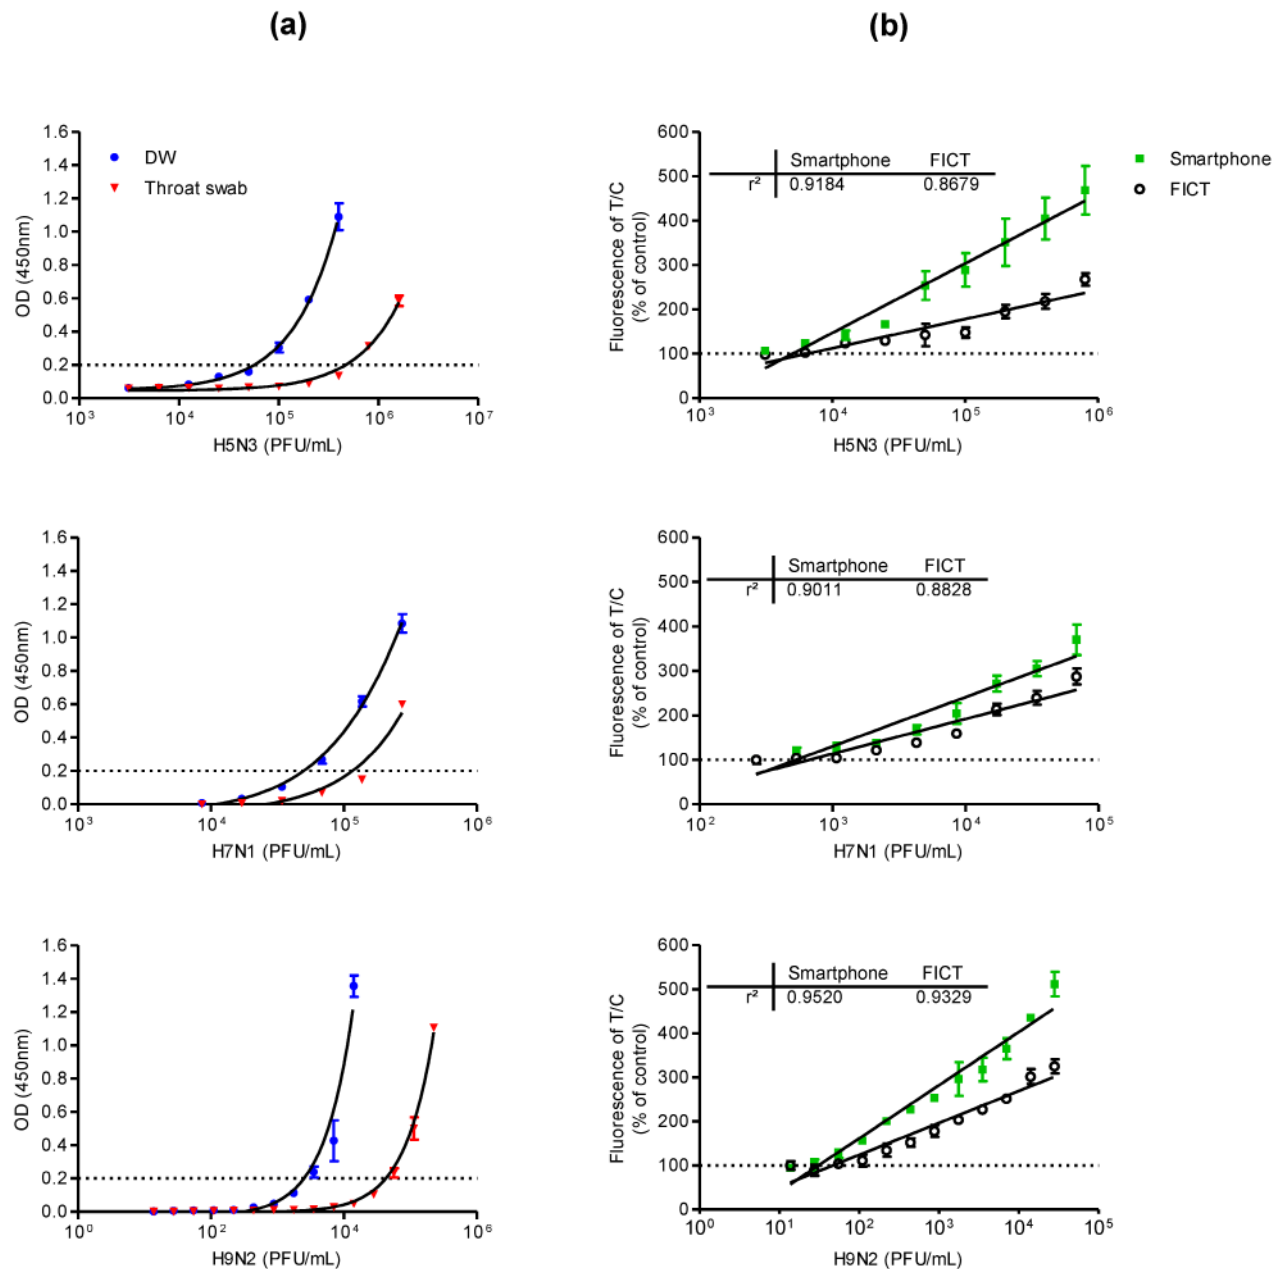 (a)
(b)
1.6
1.4
1.2
1.0
0.8
0.6
0.4
0.2
0.0
OD (450nm)
DW
Throat swab
10³ 10⁴ 10⁵ 10⁶ 10⁷
H5N3 (PFU/mL)
600
500
400
300
200
100
0
Fluorescence of T/C
(% of control)
Smartphone FICT
r² 0.9184 0.8679
Smartphone
FICT
10³ 10⁴ 10⁵ 10⁶
H5N3 (PFU/mL)
1.6
1.4
1.2
1.0
0.8
0.6
0.4
0.2
0.0
OD (450nm)
10³ 10⁴ 10⁵ 10⁶
H7N1 (PFU/mL)
600
500
400
300
200
100
0
Fluorescence of T/C
(% of control)
Smartphone FICT
r² 0.9011 0.8828
10² 10³ 10⁴ 10⁵
H7N1 (PFU/mL)
1.6
1.4
1.2
1.0
0.8
0.6
0.4
0.2
0.0
OD (450nm)
10⁰ 10² 10⁴ 10⁶
H9N2 (PFU/mL)
600
500
400
300
200
100
0
Fluorescence of T/C
(% of control)
Smartphone FICT
r² 0.9520 0.9329
10⁰ 10¹ 10² 10³ 10⁴ 10⁵
H9N2 (PFU/mL)